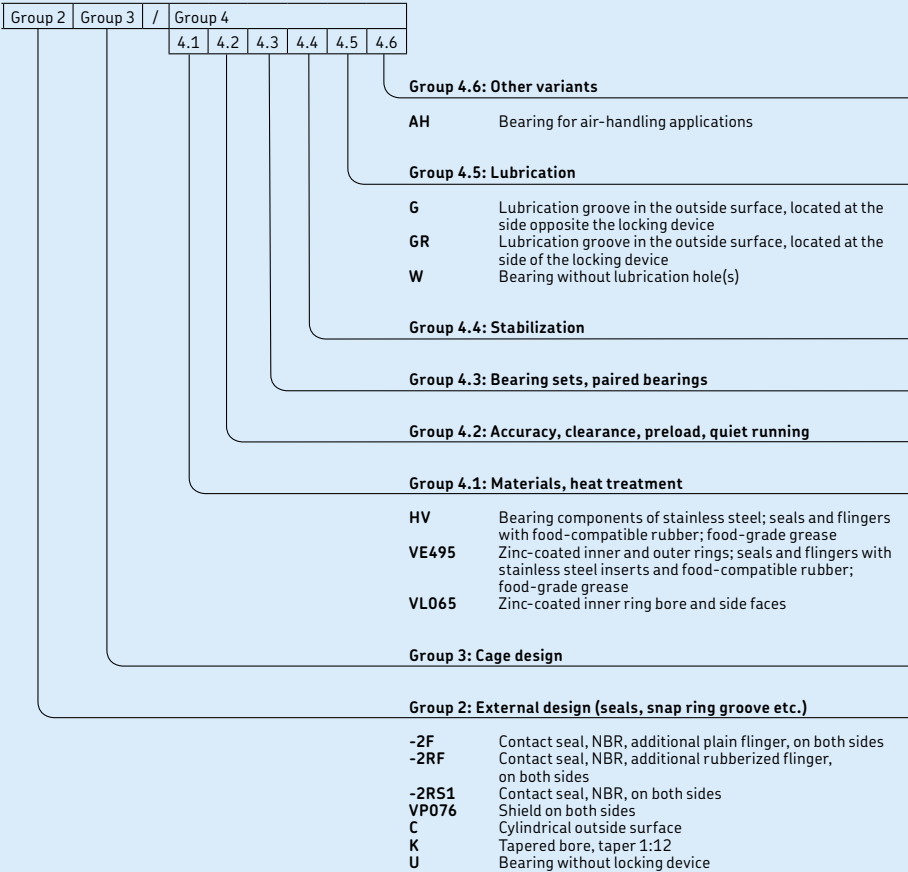 Group 2 Group 3 / Group 4
4.1 4.2 4.3 4.4 4.5 4.6
Group 4.6: Other variants
AH Bearing for air-handling applications
Group 4.5: Lubrication
G Lubrication groove in the outside surface, located at the
side opposite the locking device
GR Lubrication groove in the outside surface, located at the
side of the locking device
W Bearing without lubrication hole(s)
Group 4.4: Stabilization
Group 4.3: Bearing sets, paired bearings
Group 4.2: Accuracy, clearance, preload, quiet running
Group 4.1: Materials, heat treatment
HV Bearing components of stainless steel; seals and flingers
with food-compatible rubber; food-grade grease
VE495 Zinc-coated inner and outer rings; seals and flingers with
stainless steel inserts and food-compatible rubber;
food-grade grease
VL065 Zinc-coated inner ring bore and side faces
Group 3: Cage design
Group 2: External design (seals, snap ring groove etc.)
-2F Contact seal, NBR, additional plain flinger, on both sides
-2RF Contact seal, NBR, additional rubberized flinger,
on both sides
-2RS1 Contact seal, NBR, on both sides
VP076 Shield on both sides
C Cylindrical outside surface
K Tapered bore, taper 1:12
U Bearing without locking device